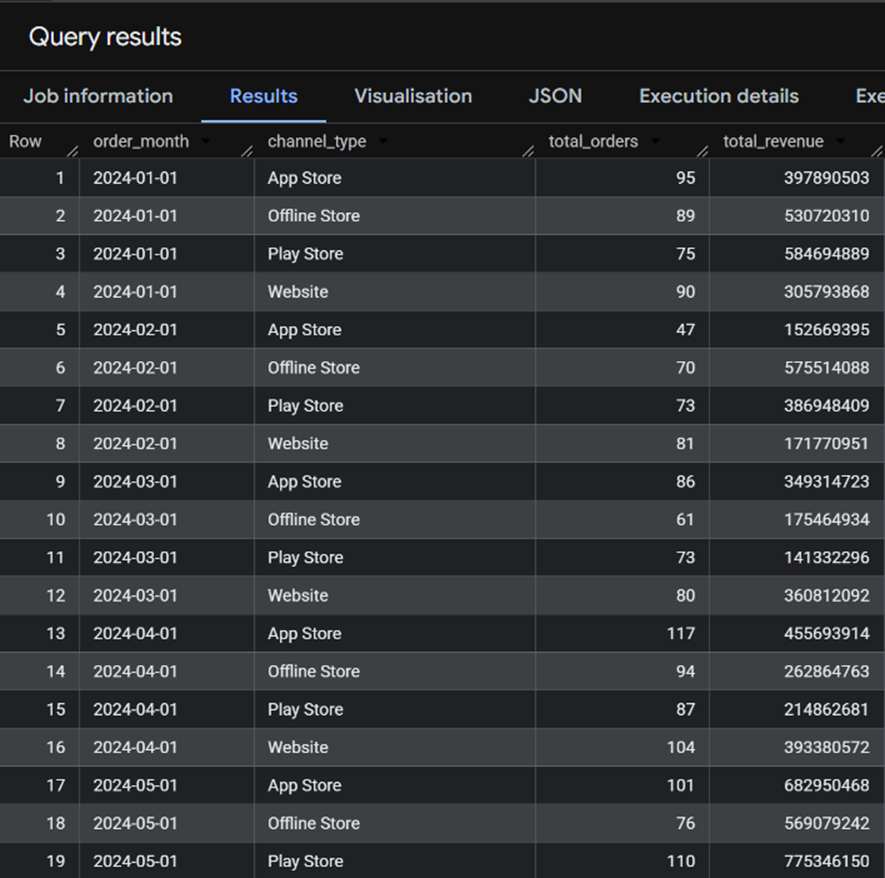 Query results
Job information Results Visualisation JSON Execution details Exe
Row order_month channel_type total_orders total_revenue
1 2024-01-01 App Store 95 397890503
2 2024-01-01 Offline Store 89 530720310
3 2024-01-01 Play Store 75 584694889
4 2024-01-01 Website 90 305793868
5 2024-02-01 App Store 47 152669395
6 2024-02-01 Offline Store 70 575514088
7 2024-02-01 Play Store 73 386948409
8 2024-02-01 Website 81 171770951
9 2024-03-01 App Store 86 349314723
10 2024-03-01 Offline Store 61 175464934
11 2024-03-01 Play Store 73 141332296
12 2024-03-01 Website 80 360812092
13 2024-04-01 App Store 117 455693914
14 2024-04-01 Offline Store 94 262864763
15 2024-04-01 Play Store 87 214862681
16 2024-04-01 Website 104 393380572
17 2024-05-01 App Store 101 682950468
18 2024-05-01 Offline Store 76 569079242
19 2024-05-01 Play Store 110 775346150